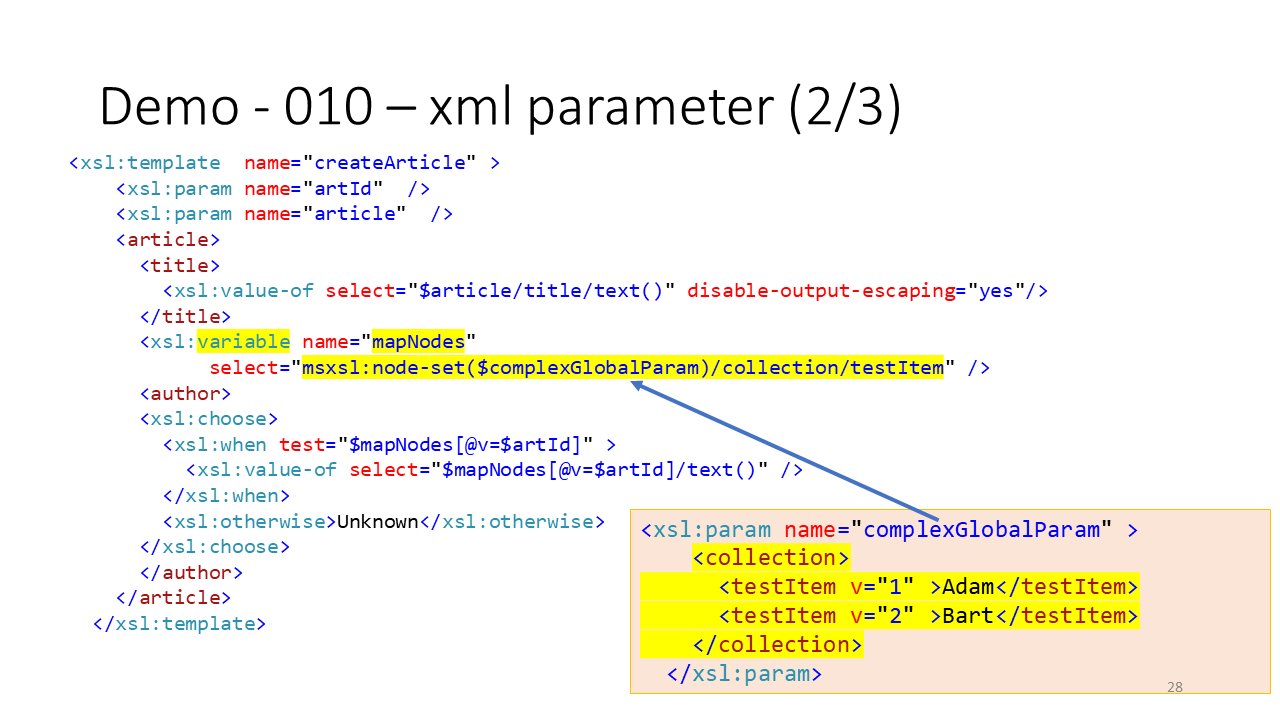 Demo - 010 – xml parameter (2/3)
<xsl:template  name="createArticle" >
    <xsl:param name="artId"  />
    <xsl:param name="article"  />
    <article>
      <title>
        <xsl:value-of select="$article/title/text()" disable-output-escaping="yes"/>
      </title>
      <xsl:variable name="mapNodes"
            select="msxsl:node-set($complexGlobalParam)/collection/testItem" />
      <author>
      <xsl:choose>
        <xsl:when test="$mapNodes[@v=$artId]" >
          <xsl:value-of select="$mapNodes[@v=$artId]/text()" />
        </xsl:when>
        <xsl:otherwise>Unknown</xsl:otherwise>
      </xsl:choose>
      </author>
    </article>
  </xsl:template>
<xsl:param name="complexGlobalParam" >
    <collection>
      <testItem v="1" >Adam</testItem>
      <testItem v="2" >Bart</testItem>
    </collection>
  </xsl:param>
28